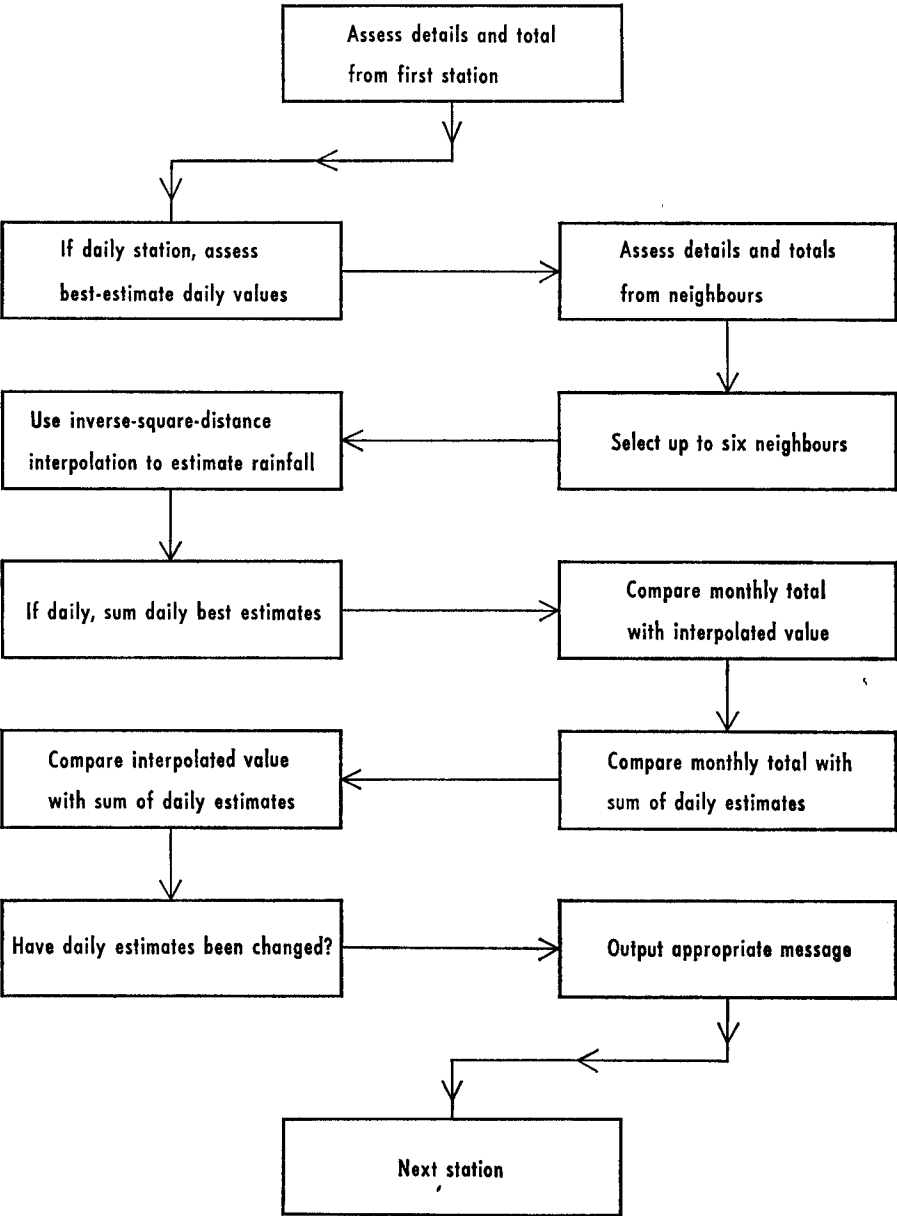 Assess details and total
from first station
If daily station, assess
best-estimate daily values
Assess details and totals
from neighbours
Select up to six neighbours
Use inverse-square-distance
interpolation to estimate rainfall
If daily, sum daily best estimates
Compare monthly total
with interpolated value
Compare monthly total with
sum of daily estimates
Compare interpolated value
with sum of daily estimates
Have daily estimates been changed?
Output appropriate message
Next station